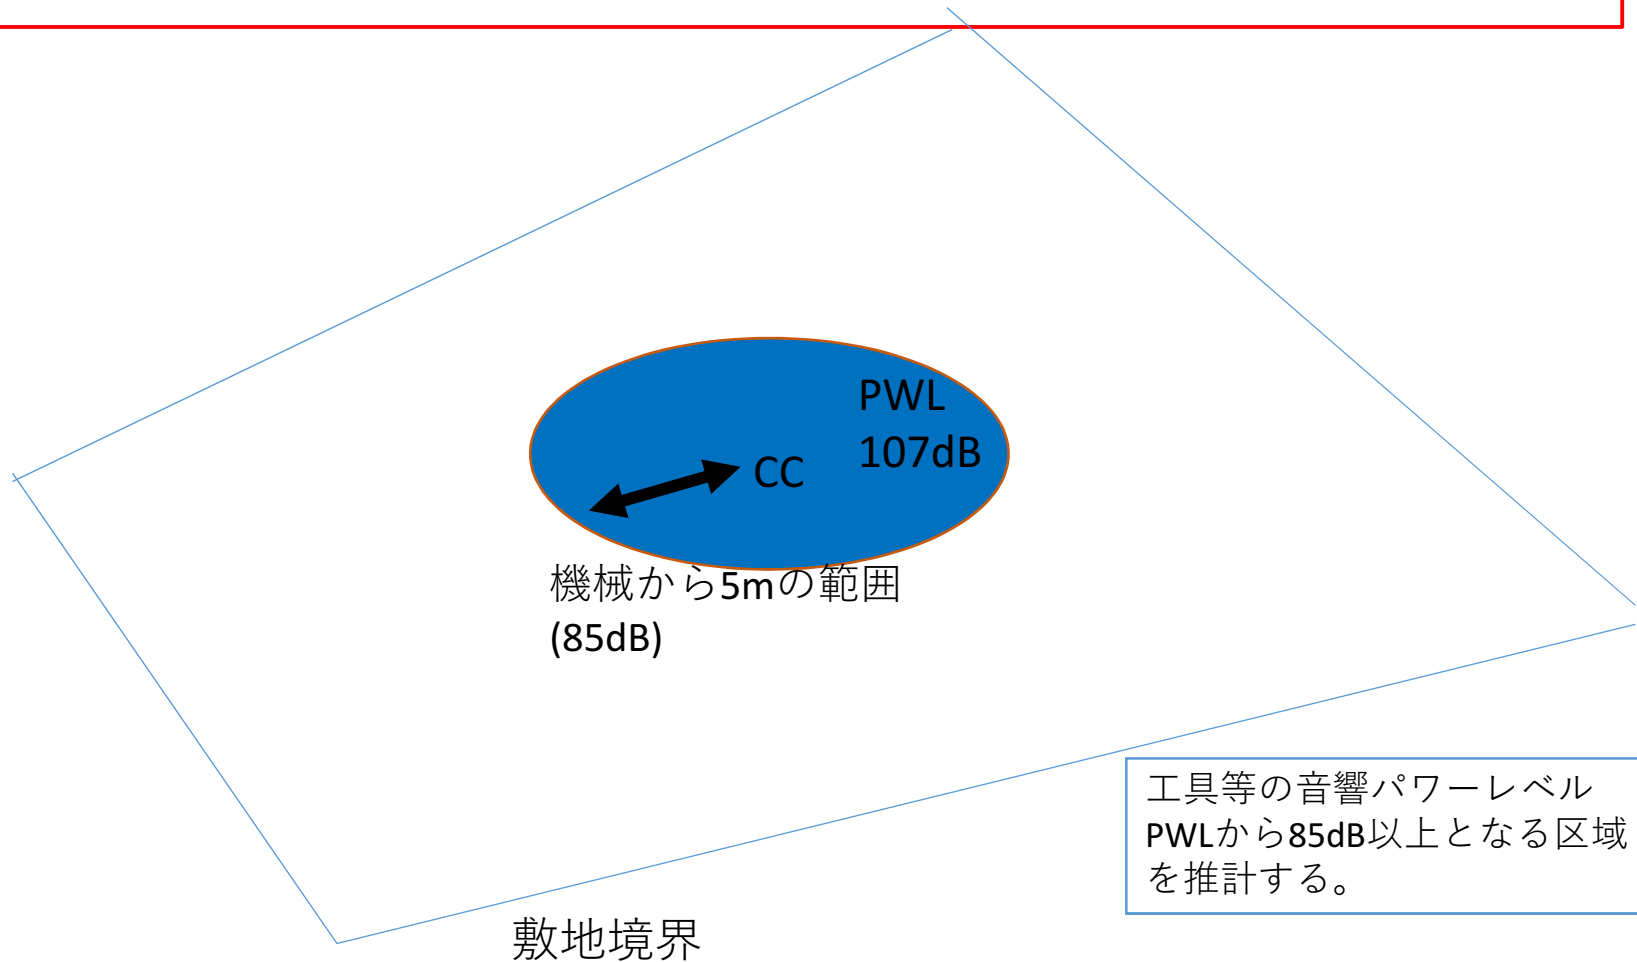 PWL
107dB
CC
機械から5mの範囲
(85dB)
工具等の音響パワーレベル
PWLから85dB以上となる区域
を推計する。
敷地境界